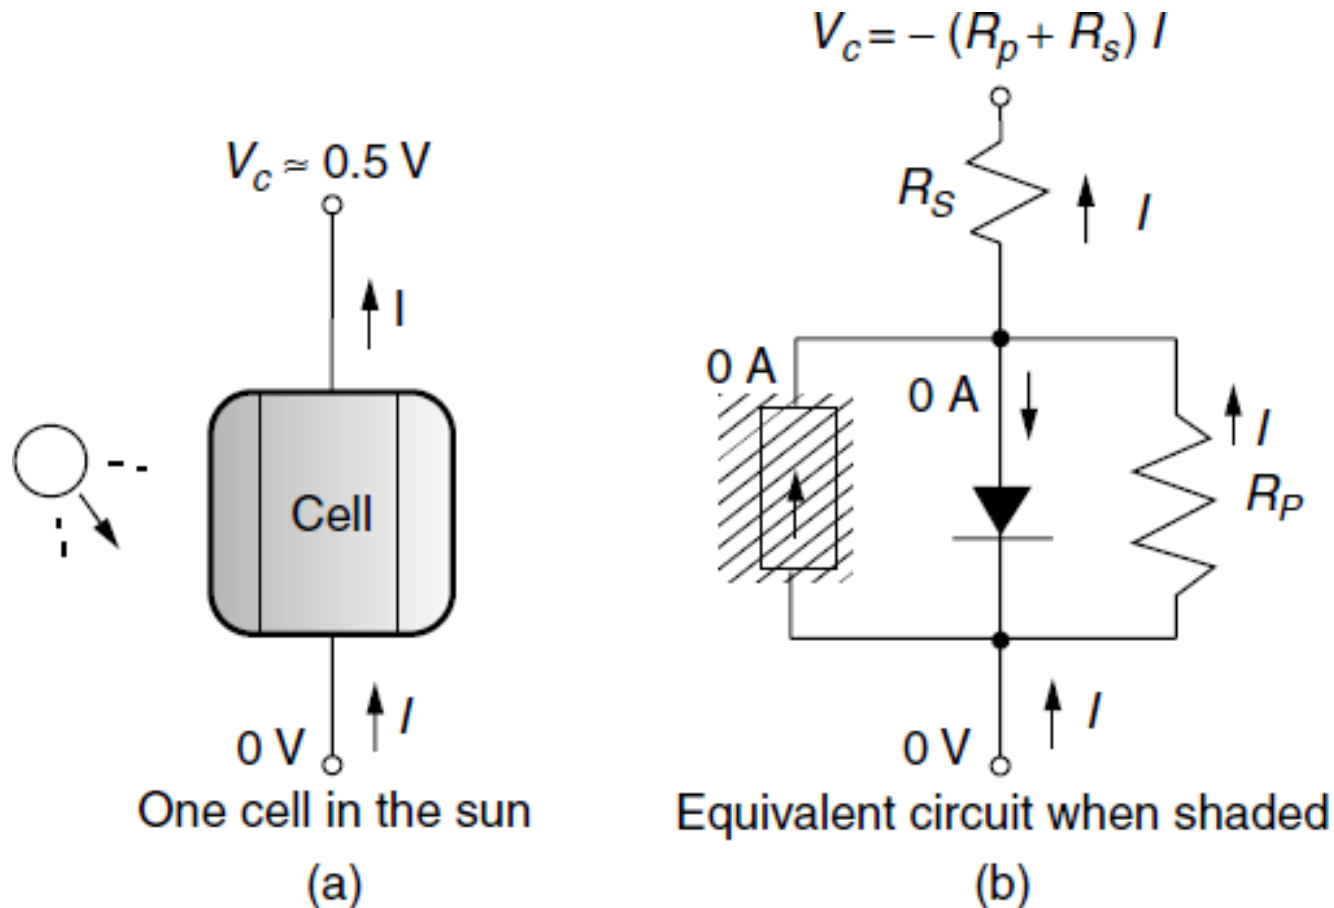 V_c ≈ 0.5 V
I
Cell
I
0 V
One cell in the sun
(a)
V_c = – (R_p + R_s) I
R_S
I
0 A
0 A
I
R_P
I
0 V
Equivalent circuit when shaded
(b)